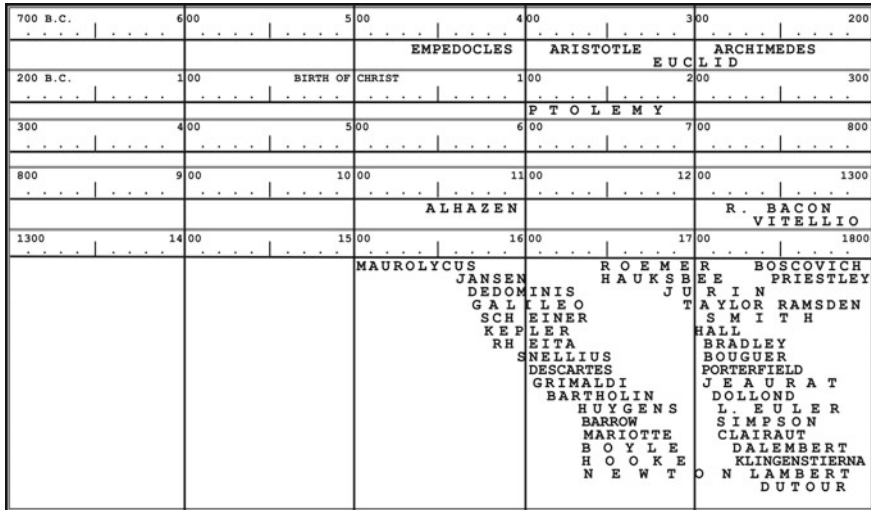 700 B.C. 600 500 400 300 200
EMPEDOCLES ARISTOTLE ARCHIMEDES
EUCLID
200 B.C. 100 BIRTH OF CHRIST 100 200 300
PTOLEMY
300 400 500 600 700 800
800 900 1000 1100 1200 1300
ALHAZEN R. BACON
VITELLIO
1300 1400 1500 1600 1700 1800
MAUROLYCUS ROEMER BOSCOVICH
JANSEN HAUKSBEE PRIESTLEY
DEDOMINIS JURIN
GALILEO TAYLOR RAMSDEN
SCHEINER SMITH
KEPLER HALL
RHEITA BRADLEY
SNELLIUS BOUGUER
DESCARTES PORTERFIELD
GRIMALDI JEAURAT
BARTHOLIN DOLLOND
HUYGENS L. EULER
BARROW SIMPSON
MARIOTTE CLAIRAUT
BOYLE DALEMBERT
HOOKE KLINGENSTIERNA
NEWTON LAMBERT
DUTOUR